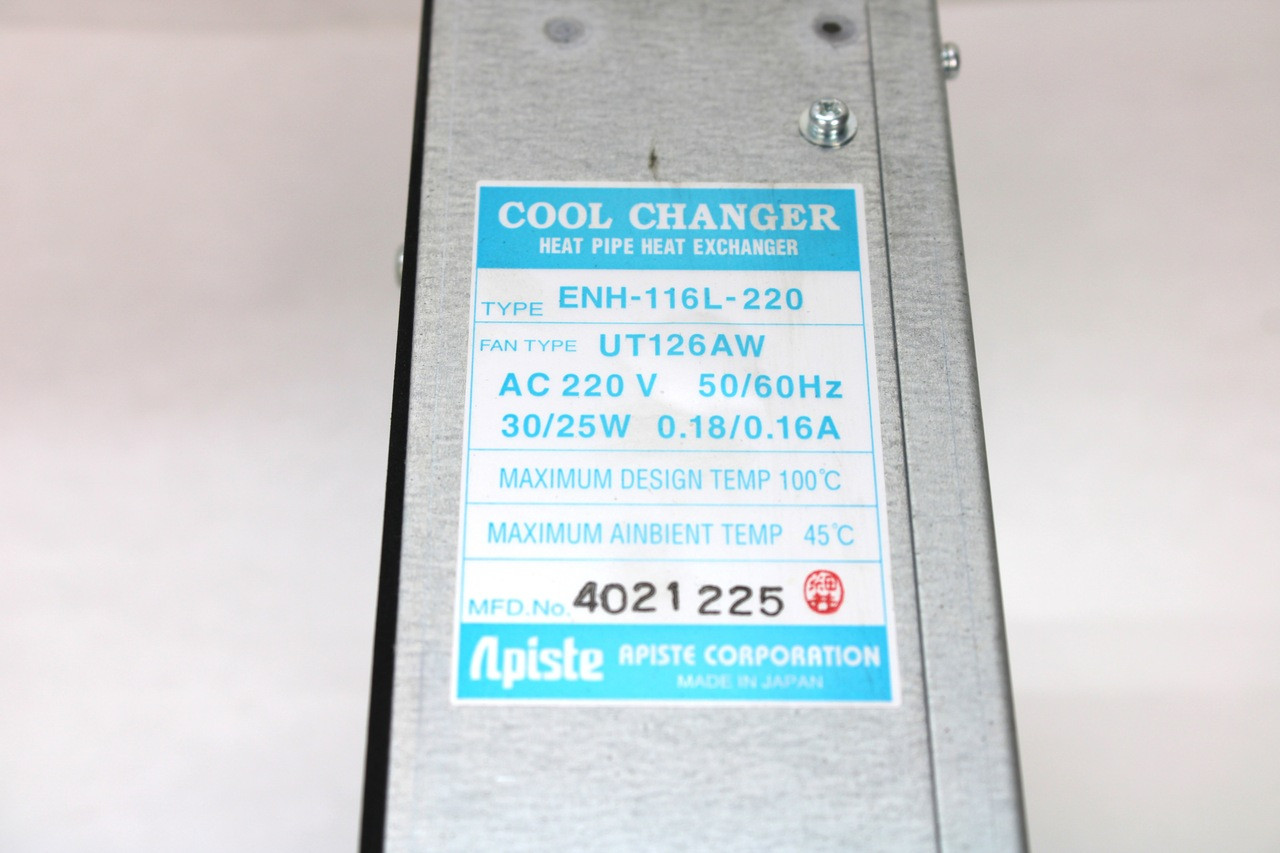 COOL CHANGER
HEAT PIPE HEAT EXCHANGER
TYPE ENH-116L-220
FAN TYPE UT126AW
AC 220 V. 50/60Hz
30/25W 0.18/0.16A
MAXIMUM DESIGN TEMP 100℃
MAXIMUM AINBIENT TEMP 45℃
MFD.No. 4021225
Apiste APISTE CORPORATION
MADE IN JAPAN